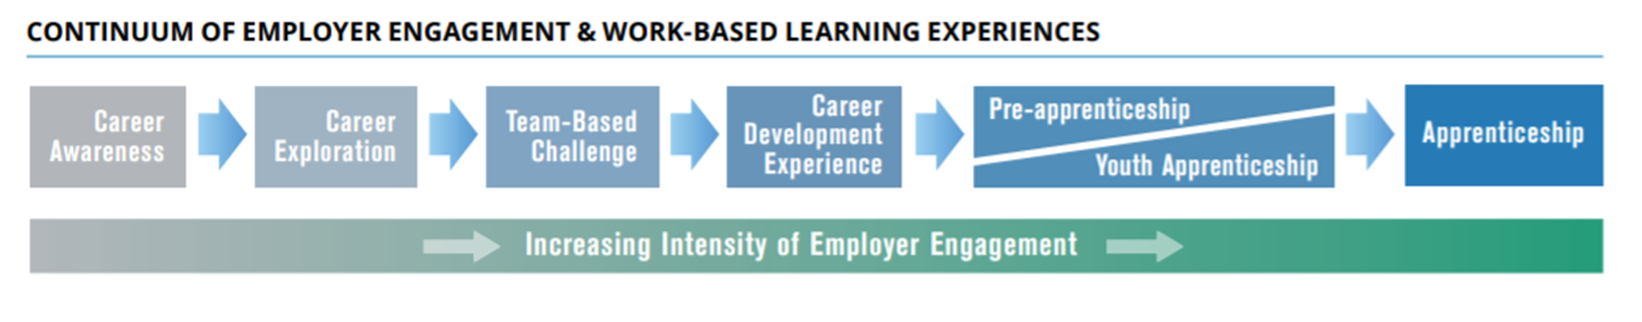 CONTINUUM OF EMPLOYER ENGAGEMENT & WORK-BASED LEARNING EXPERIENCES
Career
Awareness
Career
Exploration
Team-Based
Challenge
Career
Development
Experience
Pre-apprenticeship
Youth Apprenticeship
Apprenticeship
Increasing Intensity of Employer Engagement